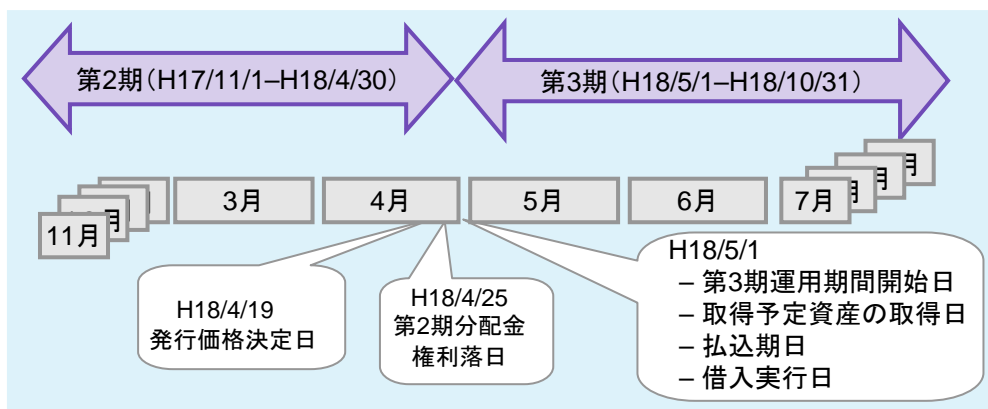 第2期（H17/11/1–H18/4/30）
第3期（H18/5/1–H18/10/31）
11月
月
3月
4月
5月
6月
7月
月
月
月
H18/4/19
発行価格決定日
H18/4/25
第2期分配金
権利落日
H18/5/1
– 第3期運用期間開始日
– 取得予定資産の取得日
– 払込期日
– 借入実行日